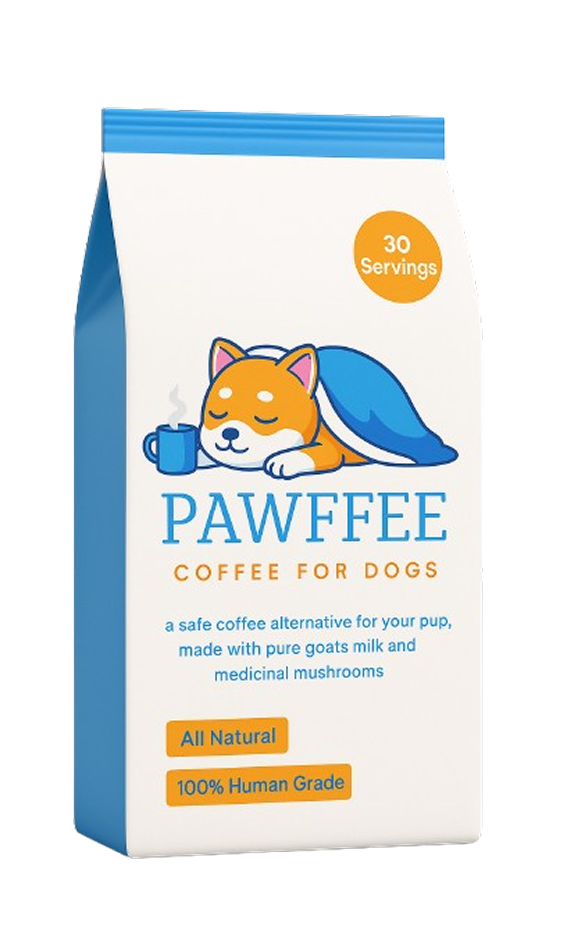 30
Servings
PAWFFEE
COFFEE FOR DOGS
a safe coffee alternative for your pup,
made with pure goats milk and
medicinal mushrooms
All Natural
100% Human Grade